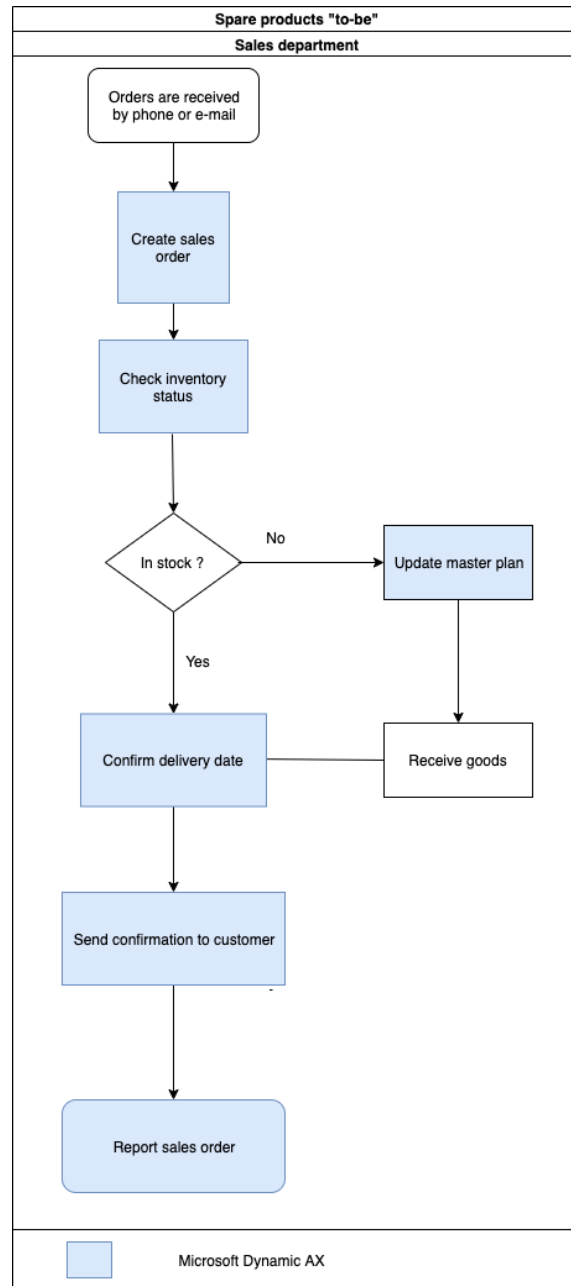 Spare products "to-be"
Sales department
Orders are received
by phone or e-mail
Create sales
order
Check inventory
status
In stock ?
No
Update master plan
Yes
Confirm delivery date
Receive goods
Send confirmation to customer
-
Report sales order
Microsoft Dynamic AX